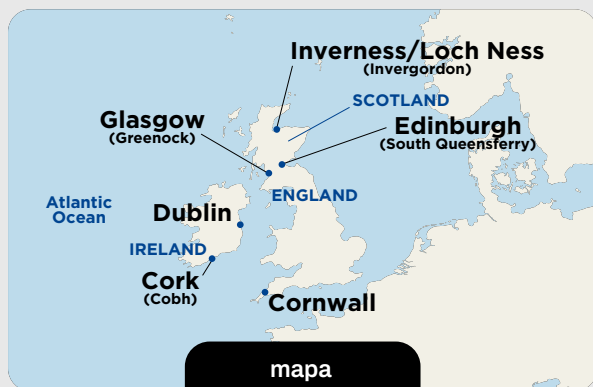 Inverness/Loch Ness
(Invergordon)
SCOTLAND
Glasgow
(Greenock)
Edinburgh
(South Queensferry)
ENGLAND
Atlantic
Ocean
Dublin
IRELAND
Cork
(Cobh)
Cornwall
mapa